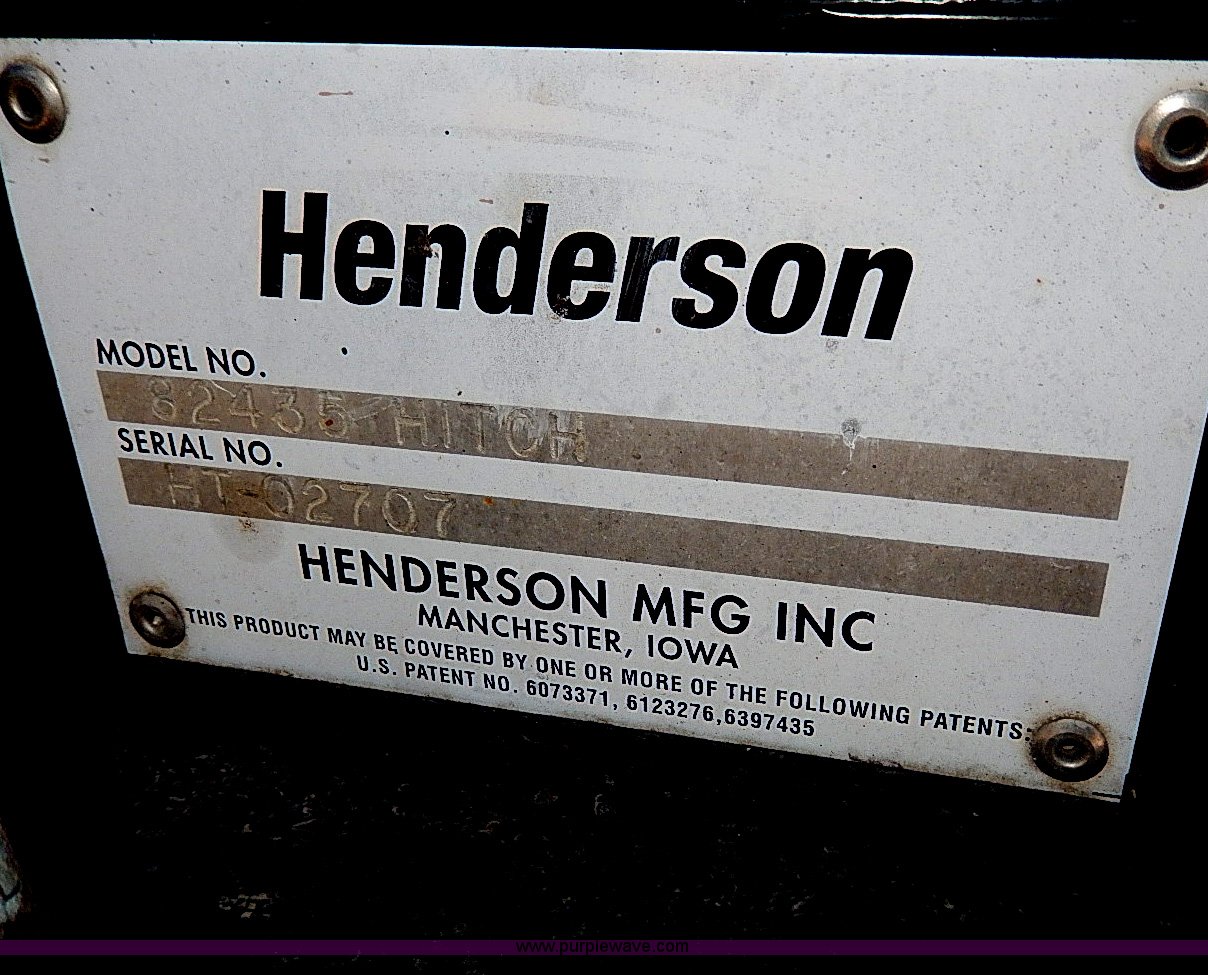 Henderson
MODEL NO.
82435 HITCH
SERIAL NO.
HT-02707
HENDERSON MFG INC
MANCHESTER, IOWA
THIS PRODUCT MAY BE COVERED BY ONE OR MORE OF THE FOLLOWING PATENTS:
U.S. PATENT NO. 6073371, 6123276,6397435
www.purplewave.com